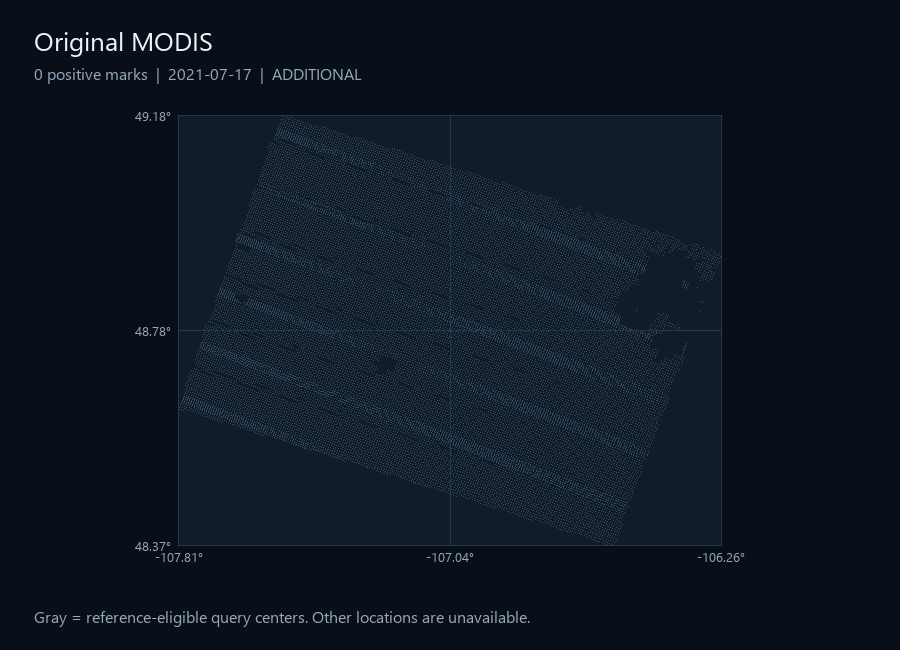 Original MODIS
0 positive marks | 2021-07-17 | ADDITIONAL
49.18°
48.78°
48.37°
-107.81°
-107.04°
-106.26°
Gray = reference-eligible query centers. Other locations are unavailable.